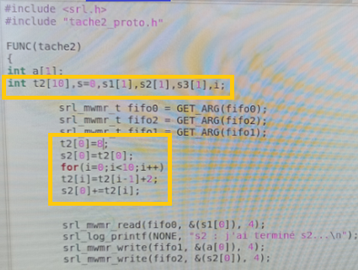 #include <srl.h>
#include "tache2_proto.h"
FUNC(tache2)
{
int a[1];
int t2[10],s=0,s1[1],s2[1],s3[1],i;
srl_mwmr_t fifo0 = GET_ARG(fifo0);
srl_mwmr_t fifo2 = GET_ARG(fifo2);
srl_mwmr_t fifo1 = GET_ARG(fifo1);
t2[0]=8;
s2[0]=t2[0];
for(i=0;i<10;i++)
t2[i]=t2[i-1]+2;
s2[0]+=t2[i];
srl_mwmr_read(fifo0, &(s1[0]), 4);
srl_log_printf(NONE, "s2 : j'ai terminé s2...\n");
srl_mwmr_write(fifo1, &(a[0]), 4);
srl_mwmr_write(fifo2, &(s2[0]), 4);